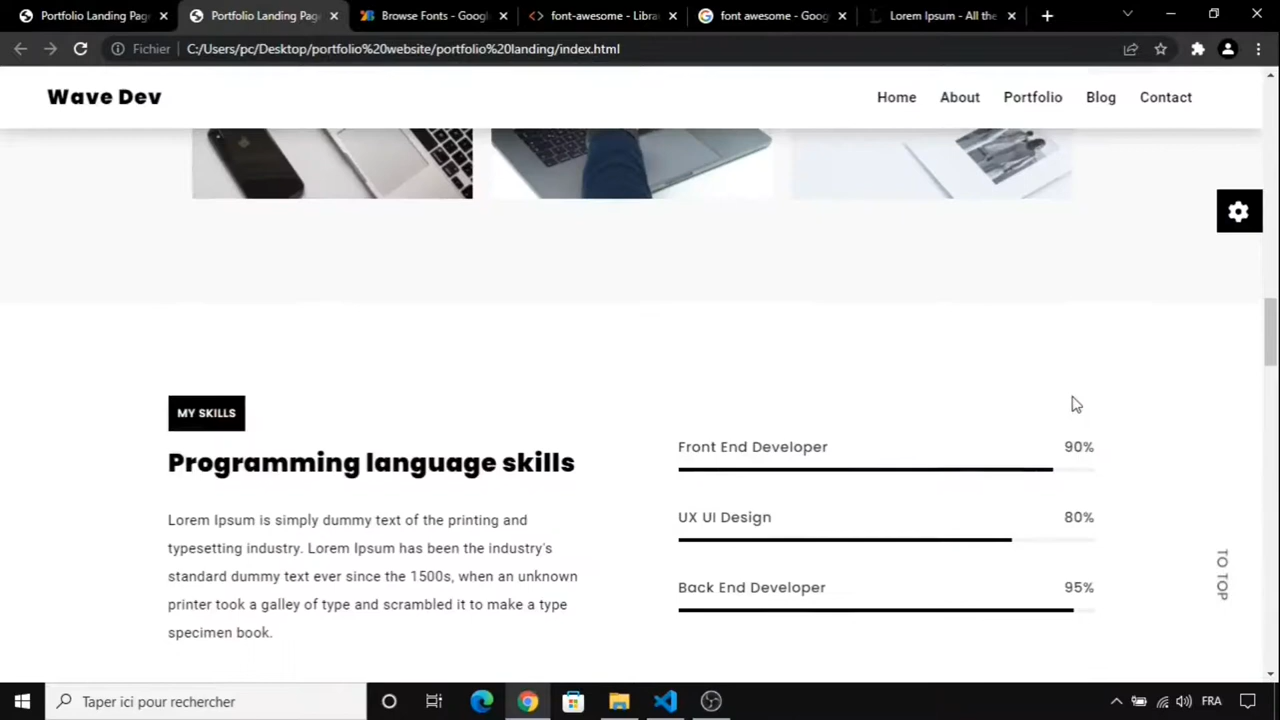 Portfolio Landing Page
Portfolio Landing Page
Browse Fonts - Googl
font-awesome - Librar
font awesome - Goog
Lorem Ipsum - All the
Fichier
C:/Users/pc/Desktop/portfolio%20website/portfolio%20landing/index.html
Wave Dev
Home
About
Portfolio
Blog
Contact
MY SKILLS
Programming language skills
Lorem Ipsum is simply dummy text of the printing and
typesetting industry. Lorem Ipsum has been the industry's
standard dummy text ever since the 1500s, when an unknown
printer took a galley of type and scrambled it to make a type
specimen book.
Front End Developer 90%
UX UI Design 80%
Back End Developer 95%
TO TOP
Taper ici pour rechercher
FRA